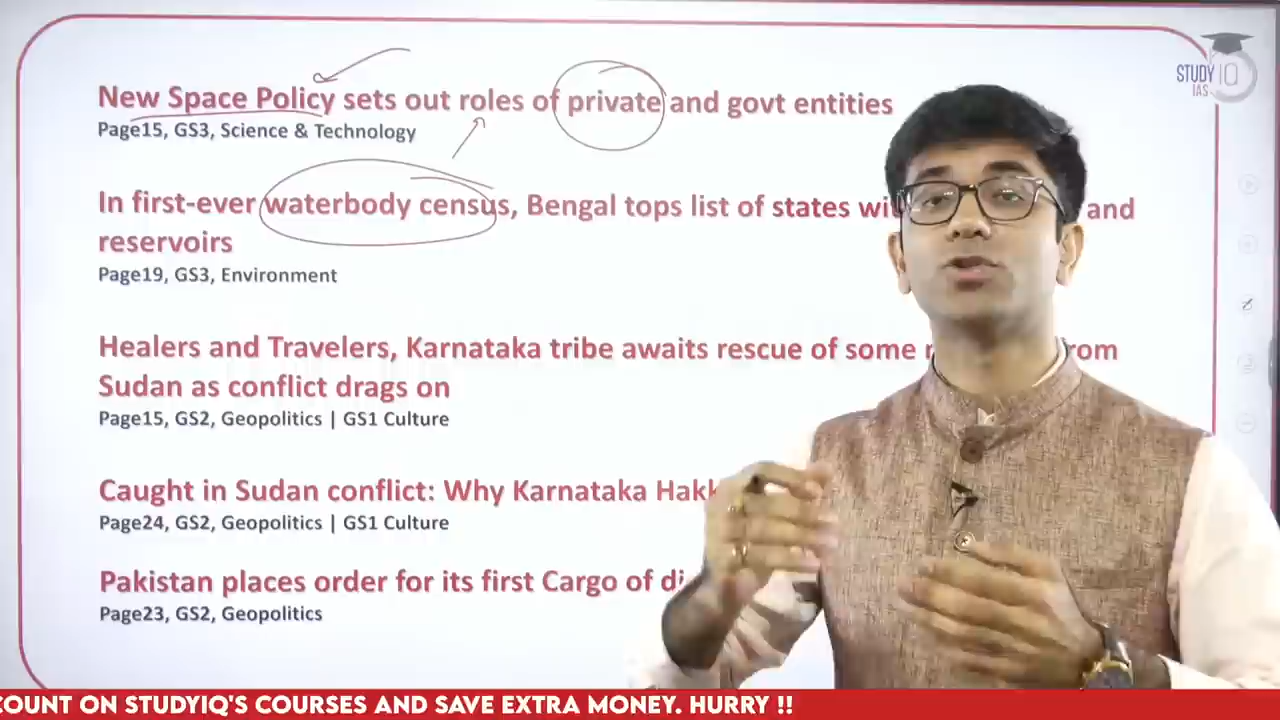 STUDY IQ
IAS
New Space Policy sets out roles of private and govt entities
Page15, GS3, Science & Technology
In first-ever waterbody census, Bengal tops list of states and
reservoirs
Page19, GS3, Environment
Healers and Travelers, Karnataka tribe awaits rescue of some
Sudan as conflict drags on
Page15, GS2, Geopolitics | GS1 Culture
Caught in Sudan conflict: Why Karnataka
Page24, GS2, Geopolitics | GS1 Culture
Pakistan places order for its first Cargo of
Page23, GS2, Geopolitics
COUNT ON STUDYIQ'S COURSES AND SAVE EXTRA MONEY. HURRY !!